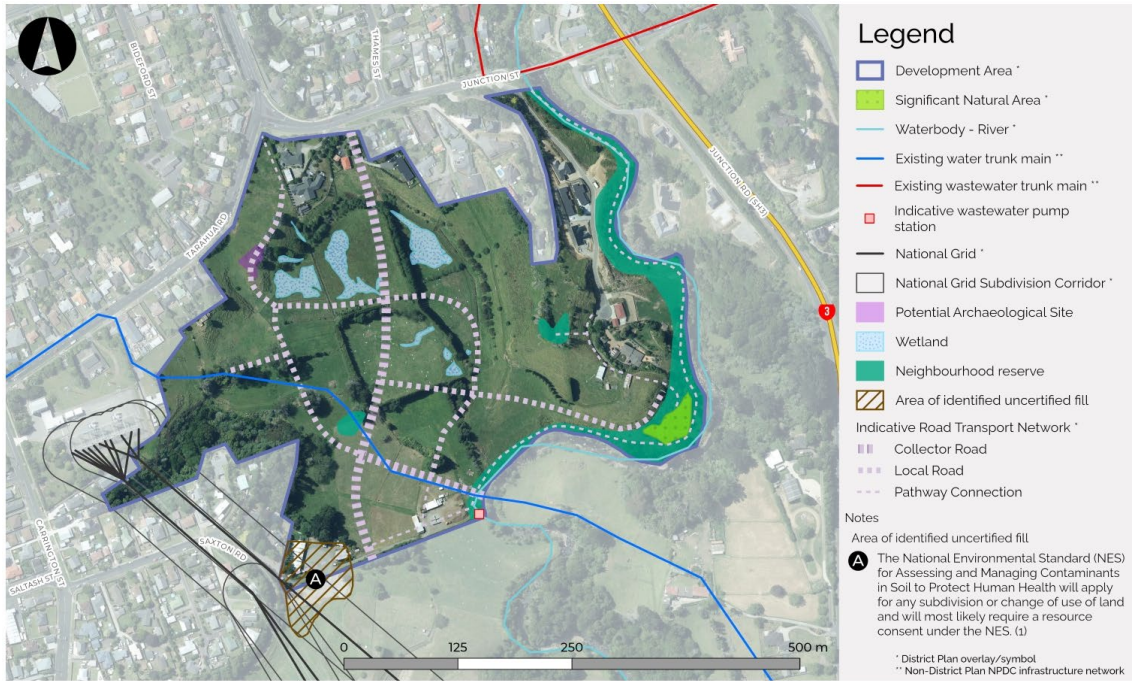 BIDEFORD ST
THAMES ST
JUNCTION ST
JUNCTION RD (SH3)
TARAHUA RD
3
CARRINGTON ST
SAXTON RD
SALTASH ST
A
0 125 250 500 m
Legend
Development Area *
Significant Natural Area *
Waterbody - River *
Existing water trunk main **
Existing wastewater trunk main **
Indicative wastewater pump
station
National Grid *
National Grid Subdivision Corridor *
Potential Archaeological Site
Wetland
Neighbourhood reserve
Area of identified uncertified fill
Indicative Road Transport Network *
Collector Road
Local Road
Pathway Connection
Notes
Area of identified uncertified fill
A The National Environmental Standard (NES)
for Assessing and Managing Contaminants
in Soil to Protect Human Health will apply
for any subdivision or change of use of land
and will most likely require a resource
consent under the NES. (1)
* District Plan overlay/symbol
** Non-District Plan NPDC infrastructure network